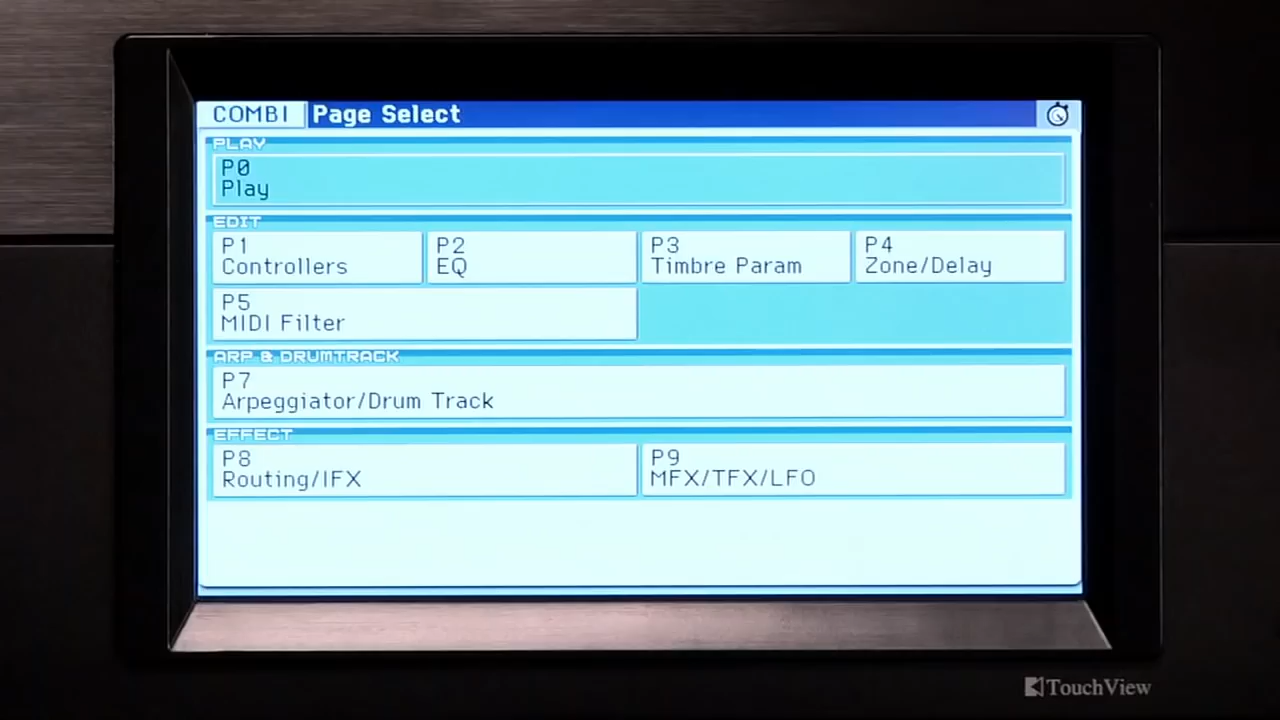 COMBI Page Select
PLAY
P0
Play
EDIT
P1
Controllers
P2
EQ
P3
Timbre Param
P4
Zone/Delay
P5
MIDI Filter
ARP & DRUMTRACK
P7
Arpeggiator/Drum Track
EFFECT
P8
Routing/IFX
P9
MFX/TFX/LFO
TouchView